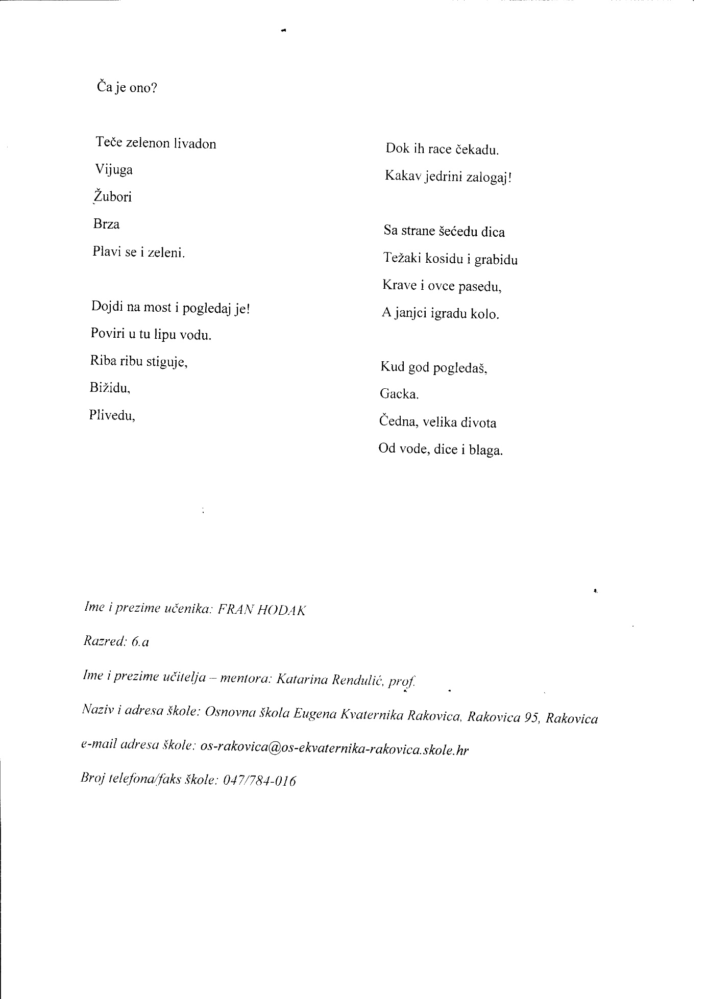 Ča je ono?
Teče zelenon livadon
Vijuga
Žubori
Brza
Plavi se i zeleni.
Dojdi na most i pogledaj je!
Poviri u tu lipu vodu.
Riba ribu stiguje,
Bižidu,
Plivedu,
Dok ih race čekadu.
Kakav jedrini zalogaj!
Sa strane šećedu dica
Težaki kosidu i grabidu
Krave i ovce pasedu,
A janjci igradu kolo.
Kud god pogledaš,
Gacka.
Čedna, velika divota
Od vode, dice i blaga.
Ime i prezime učenika: FRAN HODAK
Razred: 6.a
Ime i prezime učitelja – mentora: Katarina Rendulić, prof.
Naziv i adresa škole: Osnovna škola Eugena Kvaternika Rakovica, Rakovica 95, Rakovica
e-mail adresa škole: os-rakovica@os-ekvaternika-rakovica.skole.hr
Broj telefona/faks škole: 047/784-016